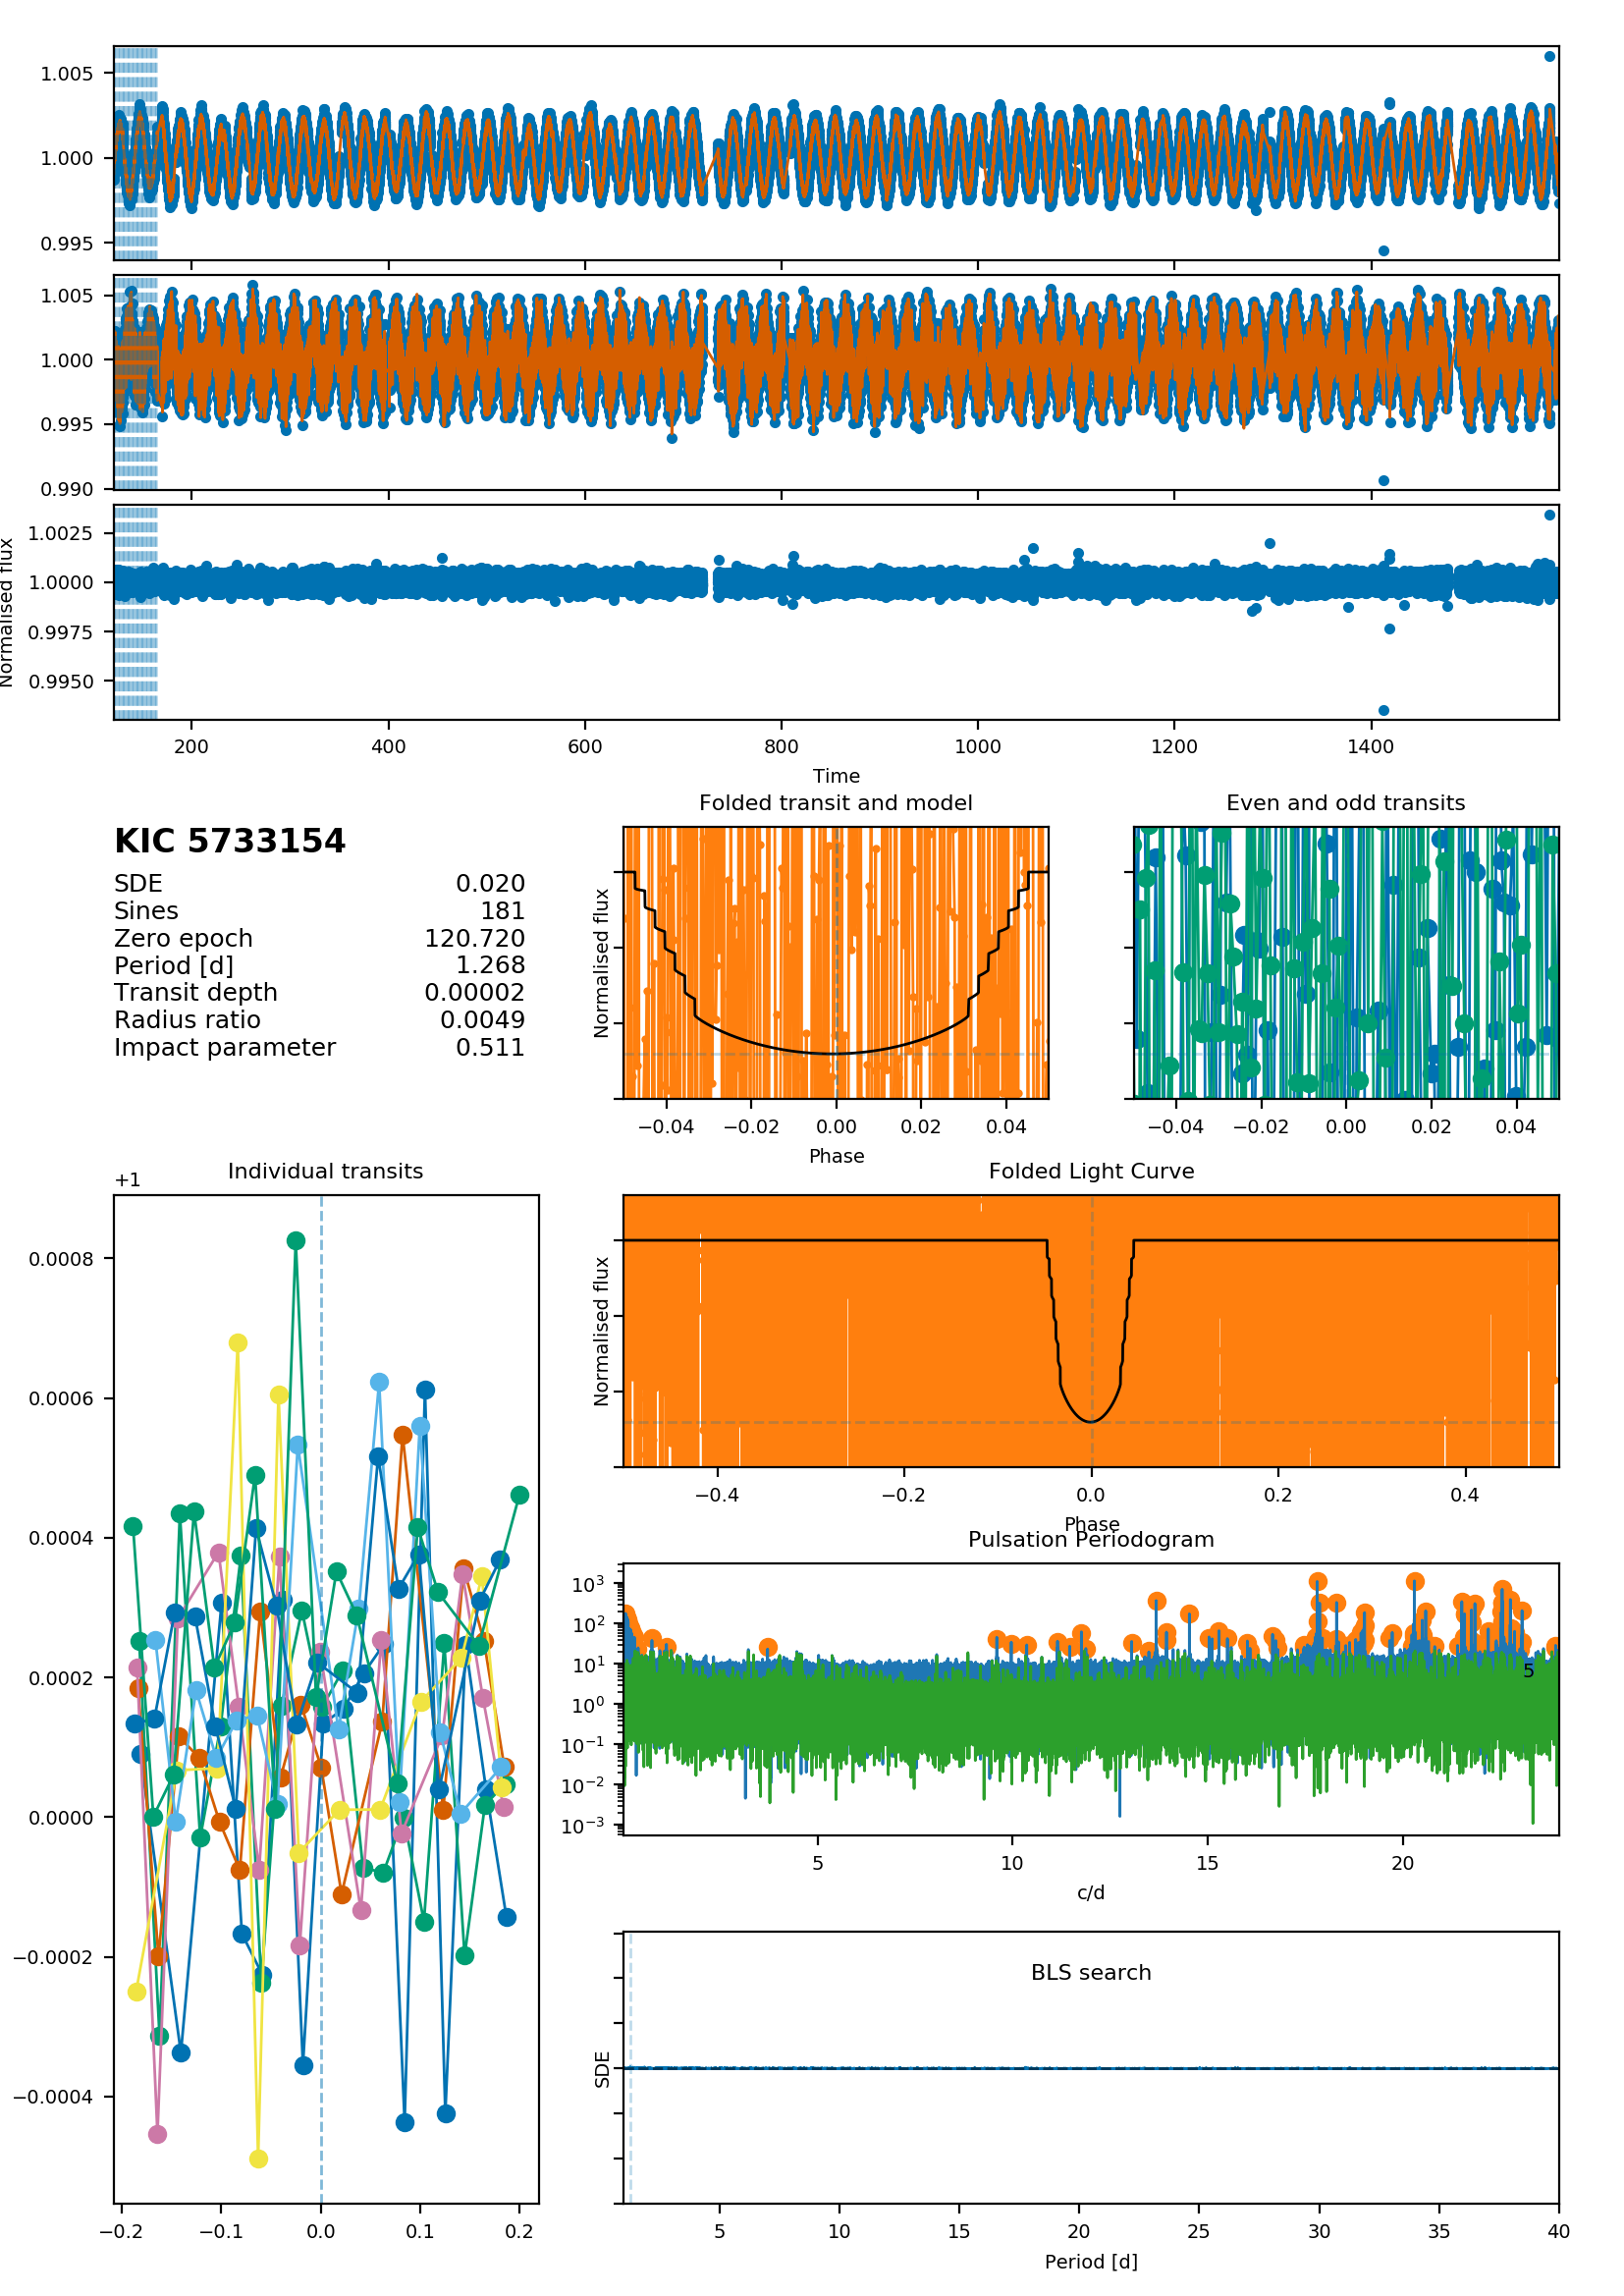 1.005
1.000
0.995
1.005
1.000
0.995
0.990
1.0025
1.0000
0.9975
0.9950
Normalised flux
200 400 600 800 1000 1200 1400
Time
KIC 5733154
SDE 0.020
Sines 181
Zero epoch 120.720
Period [d] 1.268
Transit depth 0.00002
Radius ratio 0.0049
Impact parameter 0.511
Folded transit and model
Normalised flux
−0.04 −0.02 0.00 0.02 0.04
Phase
Even and odd transits
−0.04 −0.02 0.00 0.02 0.04
Individual transits
+1
0.0008
0.0006
0.0004
0.0002
0.0000
−0.0002
−0.0004
−0.2 −0.1 0.0 0.1 0.2
Folded Light Curve
Normalised flux
−0.4 −0.2 0.0 0.2 0.4
Phase
Pulsation Periodogram
10³
10²
10¹
10⁰
10⁻¹
10⁻²
10⁻³
5
5 10 15 20
c/d
BLS search
SDE
5 10 15 20 25 30 35 40
Period [d]